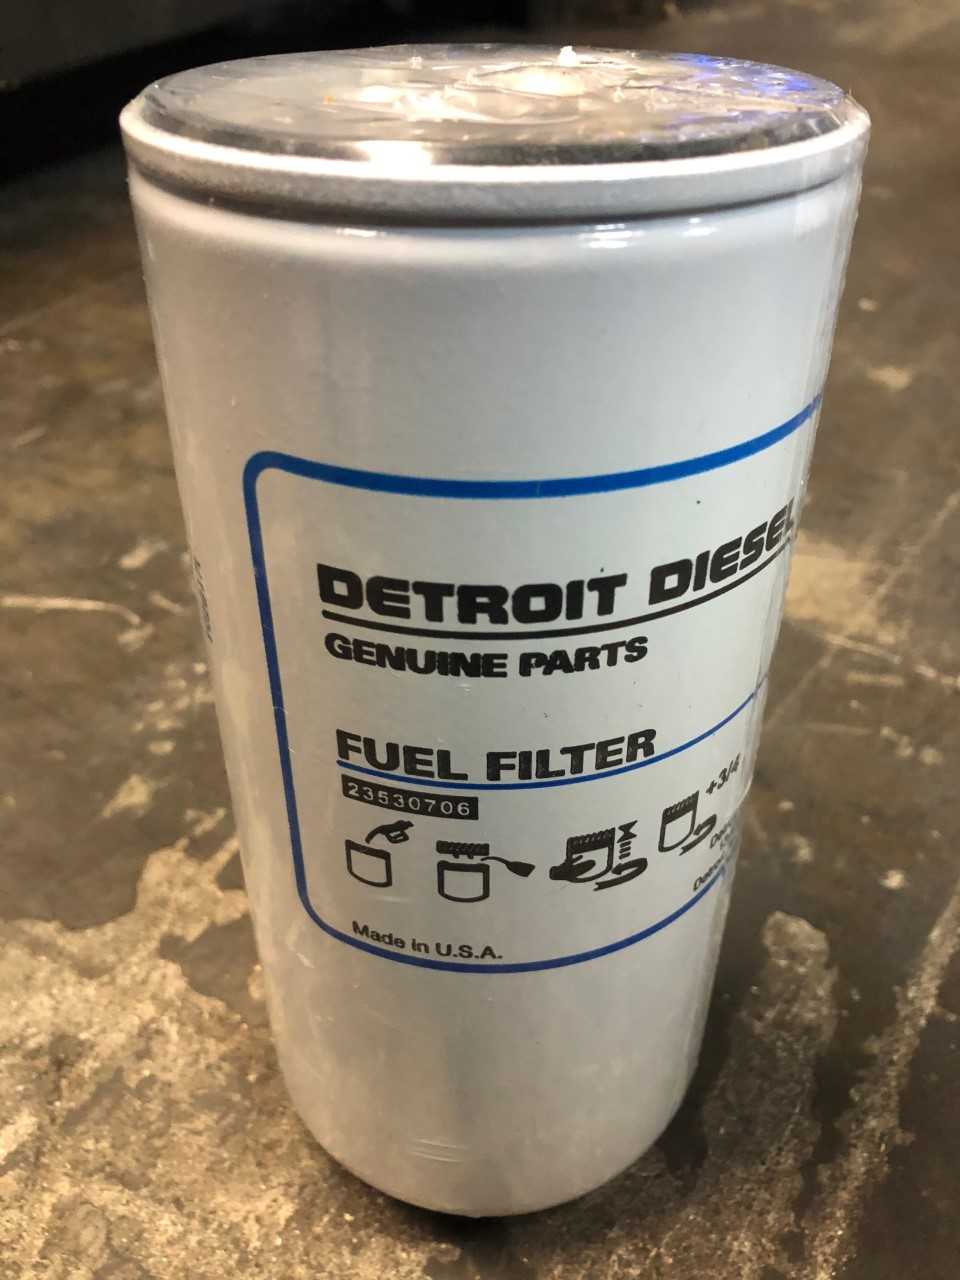 DETROIT DIESEL
GENUINE PARTS
FUEL FILTER
23530706
+3/4
Made in U.S.A.